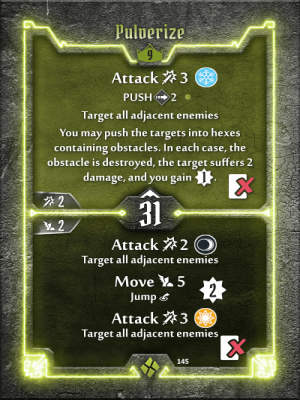 Pulverize
9
Attack 3
PUSH 2
Target all adjacent enemies
You may push the targets into hexes
containing obstacles. In each case, the
obstacle is destroyed, the target suffers 2
damage, and you gain 1.
2
31
2
Attack 2
Target all adjacent enemies
Move 5
Jump
2
Attack 3
Target all adjacent enemies
145